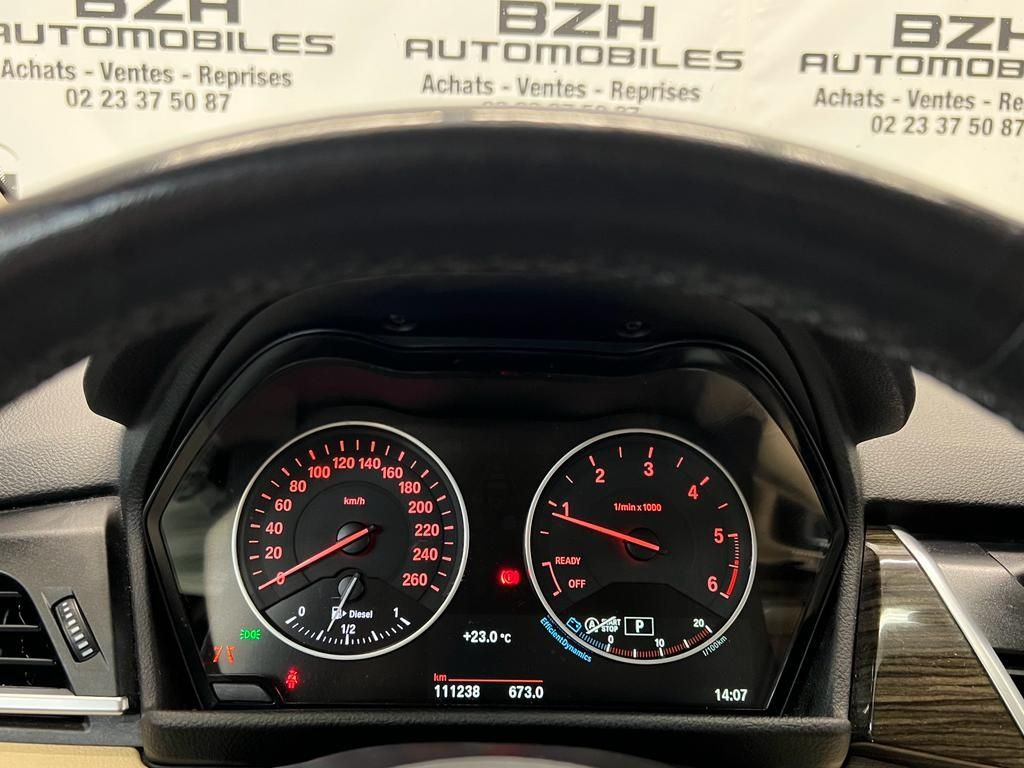 BZH
AUTOMOBILES
Achats - Ventes - Reprises
02 23 37 50 87
BZH
AUTOMOBILES
Achats - Ventes - Reprises
BZH
AUTOMOB
Achats - Ventes - Re
02 23 37 50 87
0 20 40 60 80 100 120 140 160 180 200 220 240 260
km/h
0 1/2 1
Diesel
1 2 3 4 5 6
1/min x 1000
READY
OFF
A START
STOP
P
0 10 20
l/100km
EfficientDynamics
+23.0 °C
km
111238 673.0
14:07